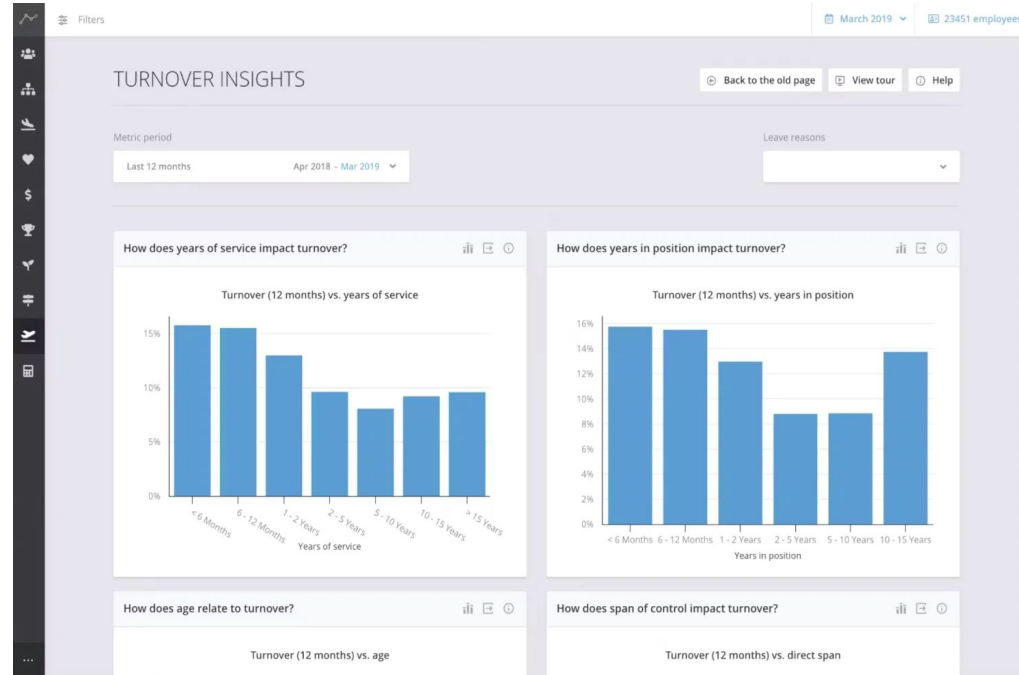 Filters
March 2019
23451 employees
TURNOVER INSIGHTS
Back to the old page
View tour
Help
Metric period
Leave reasons
Last 12 months
Apr 2018 - Mar 2019
How does years of service impact turnover?
Turnover (12 months) vs. years of service
15%
10%
5%
0%
< 6 Months
6 - 12 Months
1 - 2 Years
2 - 5 Years
5 - 10 Years
10 - 15 Years
> 15 Years
Years of service
How does years in position impact turnover?
Turnover (12 months) vs. years in position
16%
14%
12%
10%
8%
6%
4%
2%
0%
< 6 Months 6 - 12 Months 1 - 2 Years 2 - 5 Years 5 - 10 Years 10 - 15 Years
Years in position
How does age relate to turnover?
Turnover (12 months) vs. age
How does span of control impact turnover?
Turnover (12 months) vs. direct span